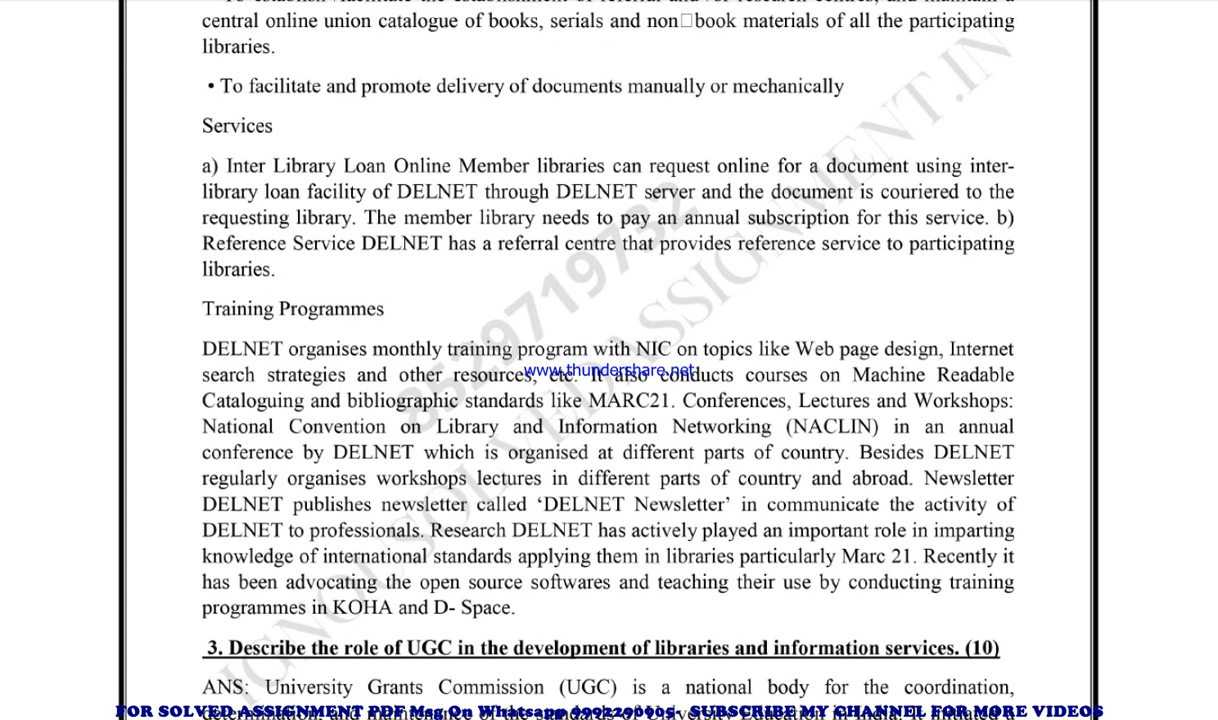 central online union catalogue of books, serials and non□book materials of all the participating
libraries.
• To facilitate and promote delivery of documents manually or mechanically
Services
a) Inter Library Loan Online Member libraries can request online for a document using inter-
library loan facility of DELNET through DELNET server and the document is couriered to the
requesting library. The member library needs to pay an annual subscription for this service. b)
Reference Service DELNET has a referral centre that provides reference service to participating
libraries.
Training Programmes
DELNET organises monthly training program with NIC on topics like Web page design, Internet
search strategies and other resources, etc. It also conducts courses on Machine Readable
www.thundershare.net
Cataloguing and bibliographic standards like MARC21. Conferences, Lectures and Workshops:
National Convention on Library and Information Networking (NACLIN) in an annual
conference by DELNET which is organised at different parts of country. Besides DELNET
regularly organises workshops lectures in different parts of country and abroad. Newsletter
DELNET publishes newsletter called ‘DELNET Newsletter’ in communicate the activity of
DELNET to professionals. Research DELNET has actively played an important role in imparting
knowledge of international standards applying them in libraries particularly Marc 21. Recently it
has been advocating the open source softwares and teaching their use by conducting training
programmes in KOHA and D- Space.
3. Describe the role of UGC in the development of libraries and information services. (10)
ANS: University Grants Commission (UGC) is a national body for the coordination,
FOR SOLVED ASSIGNMENT PDF Msg On Whatsapp 9992290905- SUBSCRIBE MY CHANNEL FOR MORE VIDEOS
8529719732
IGNOU SOLVED ASSIGNMENT.IN